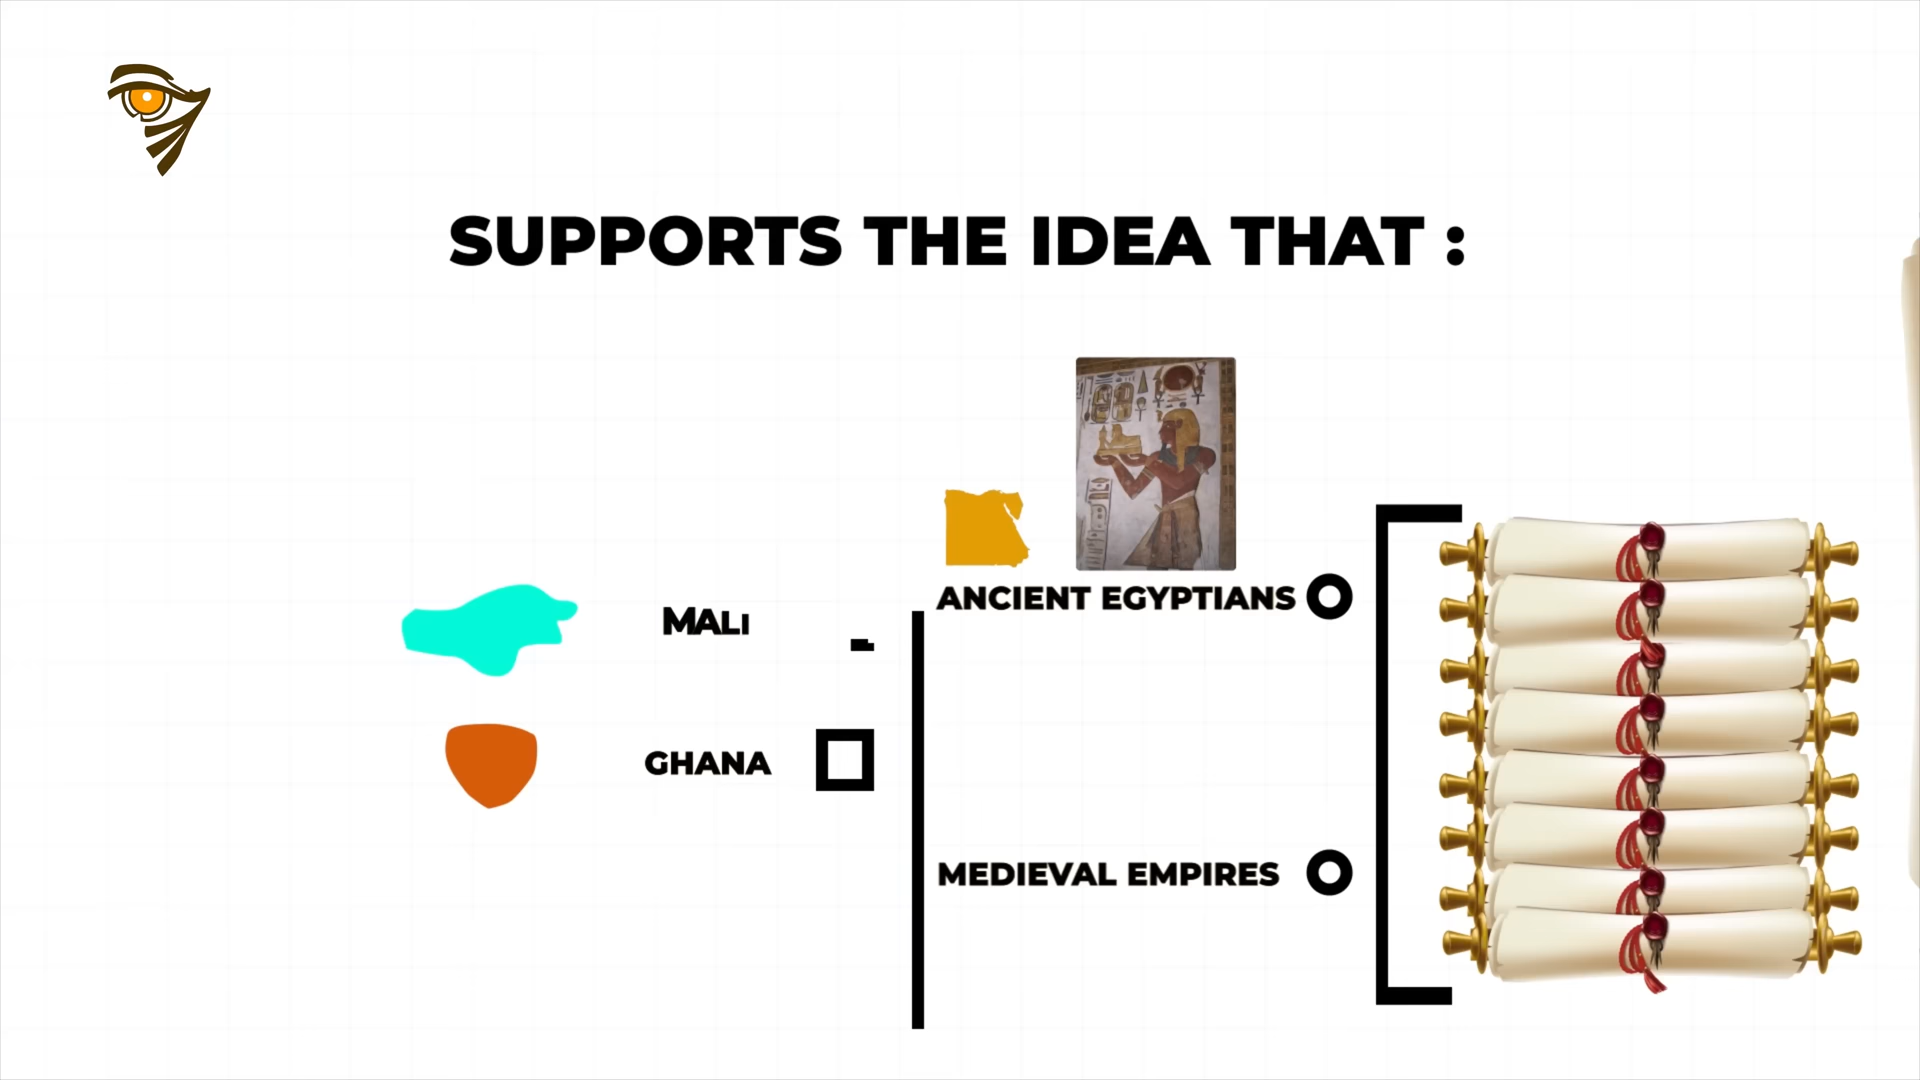 SUPPORTS THE IDEA THAT :
ANCIENT EGYPTIANS
MALI
GHANA
MEDIEVAL EMPIRES